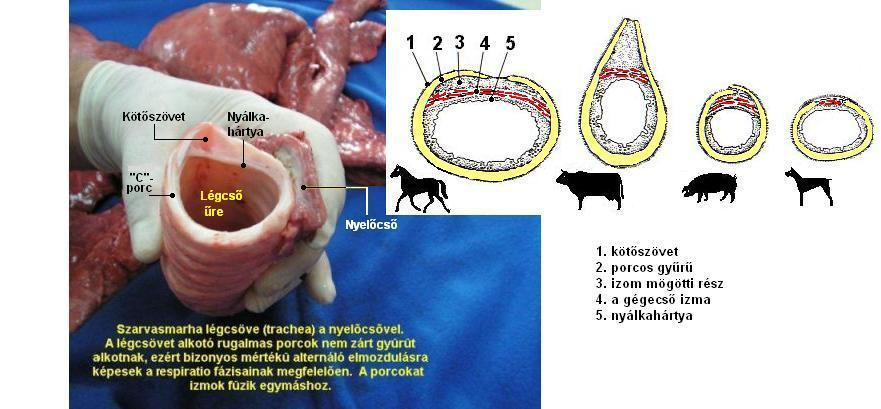 Kötőszövet
Nyálka-
hártya
"C"-
porc
Légcső
űre
Nyelőcső
Szarvasmarha légcsöve (trachea) a nyelőcsővel.
A légcsövet alkotó rugalmas porcok nem zárt gyűrűt
alkotnak, ezért bizonyos mértékű alternáló elmozdulásra
képesek a respiratio fázisainak megfelelően. A porcokat
izmok fűzik egymáshoz.
1 2 3 4 5
1. kötőszövet
2. porcos gyűrű
3. izom mögötti rész
4. a gégecső izma
5. nyálkahártya